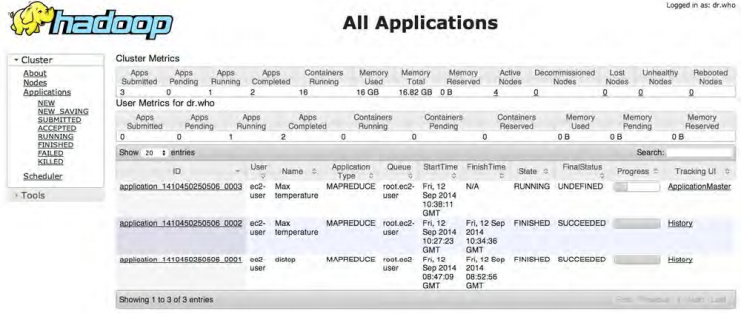 Logged in as: dr.who
hadoop
All Applications
Cluster
About
Nodes
Applications
NEW
NEW_SAVING
SUBMITTED
ACCEPTED
RUNNING
FINISHED
FAILED
KILLED
Scheduler
Tools
Cluster Metrics
Apps Submitted Apps Pending Apps Running Apps Completed Containers Running Memory Used Memory Total Memory Reserved Active Nodes Decommissioned Nodes Lost Nodes Unhealthy Nodes Rebooted Nodes
3 0 1 2 16 16 GB 16.82 GB 0 B 4 0 0 0 0
User Metrics for dr.who
Apps Submitted Apps Pending Apps Running Apps Completed Containers Running Containers Pending Containers Reserved Memory Used Memory Pending Memory Reserved
0 0 1 2 0 0 0 0 B 0 B 0 B
Show 20 entries Search:
ID User Name Application Type Queue StartTime FinishTime State FinalStatus Progress Tracking UI
application_1410450250506_0003 ec2-user Max temperature MAPREDUCE root.ec2-user Fri, 12 Sep 2014 10:38:11 GMT N/A RUNNING UNDEFINED ApplicationMaster
application_1410450250506_0002 ec2-user Max temperature MAPREDUCE root.ec2-user Fri, 12 Sep 2014 10:27:23 GMT Fri, 12 Sep 2014 10:34:36 GMT FINISHED SUCCEEDED History
application_1410450250506_0001 ec2-user distcp MAPREDUCE root.ec2-user Fri, 12 Sep 2014 08:47:09 GMT Fri, 12 Sep 2014 08:52:56 GMT FINISHED SUCCEEDED History
Showing 1 to 3 of 3 entries First Previous 1 Next Last